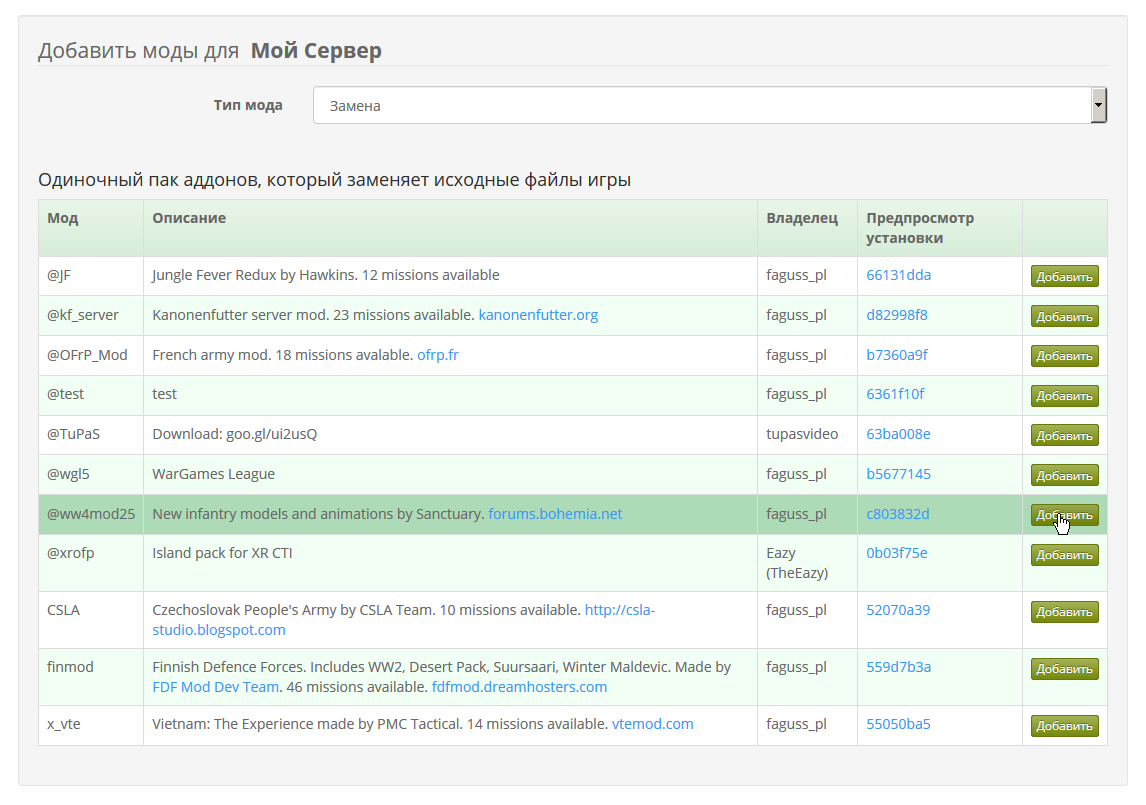 Добавить моды для Мой Сервер
Тип мода
Замена
Одиночный пак аддонов, который заменяет исходные файлы игры
Мод Описание Владелец Предпросмотр
установки
@JF Jungle Fever Redux by Hawkins. 12 missions available faguss_pl 66131dda Добавить
@kf_server Kanonenfutter server mod. 23 missions available. kanonenfutter.org faguss_pl d82998f8 Добавить
@OFrP_Mod French army mod. 18 missions avalable. ofrp.fr faguss_pl b7360a9f Добавить
@test test faguss_pl 6361f10f Добавить
@TuPaS Download: goo.gl/ui2usQ tupasvideo 63ba008e Добавить
@wgl5 WarGames League faguss_pl b5677145 Добавить
@ww4mod25 New infantry models and animations by Sanctuary. forums.bohemia.net faguss_pl c803832d Добавить
@xrofp Island pack for XR CTI Eazy 0b03f75e Добавить
(TheEazy)
CSLA Czechoslovak People's Army by CSLA Team. 10 missions available. http://csla- faguss_pl 52070a39 Добавить
studio.blogspot.com
finmod Finnish Defence Forces. Includes WW2, Desert Pack, Suursaari, Winter Maldevic. Made by faguss_pl 559d7b3a Добавить
FDF Mod Dev Team. 46 missions available. fdfmod.dreamhosters.com
x_vte Vietnam: The Experience made by PMC Tactical. 14 missions available. vtemod.com faguss_pl 55050ba5 Добавить